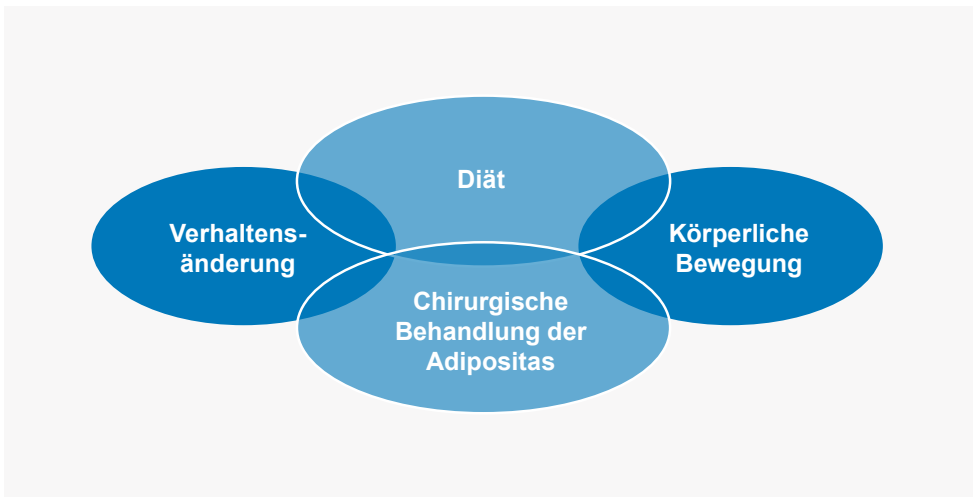 Diät
Verhaltens-
änderung
Körperliche
Bewegung
Chirurgische
Behandlung der
Adipositas